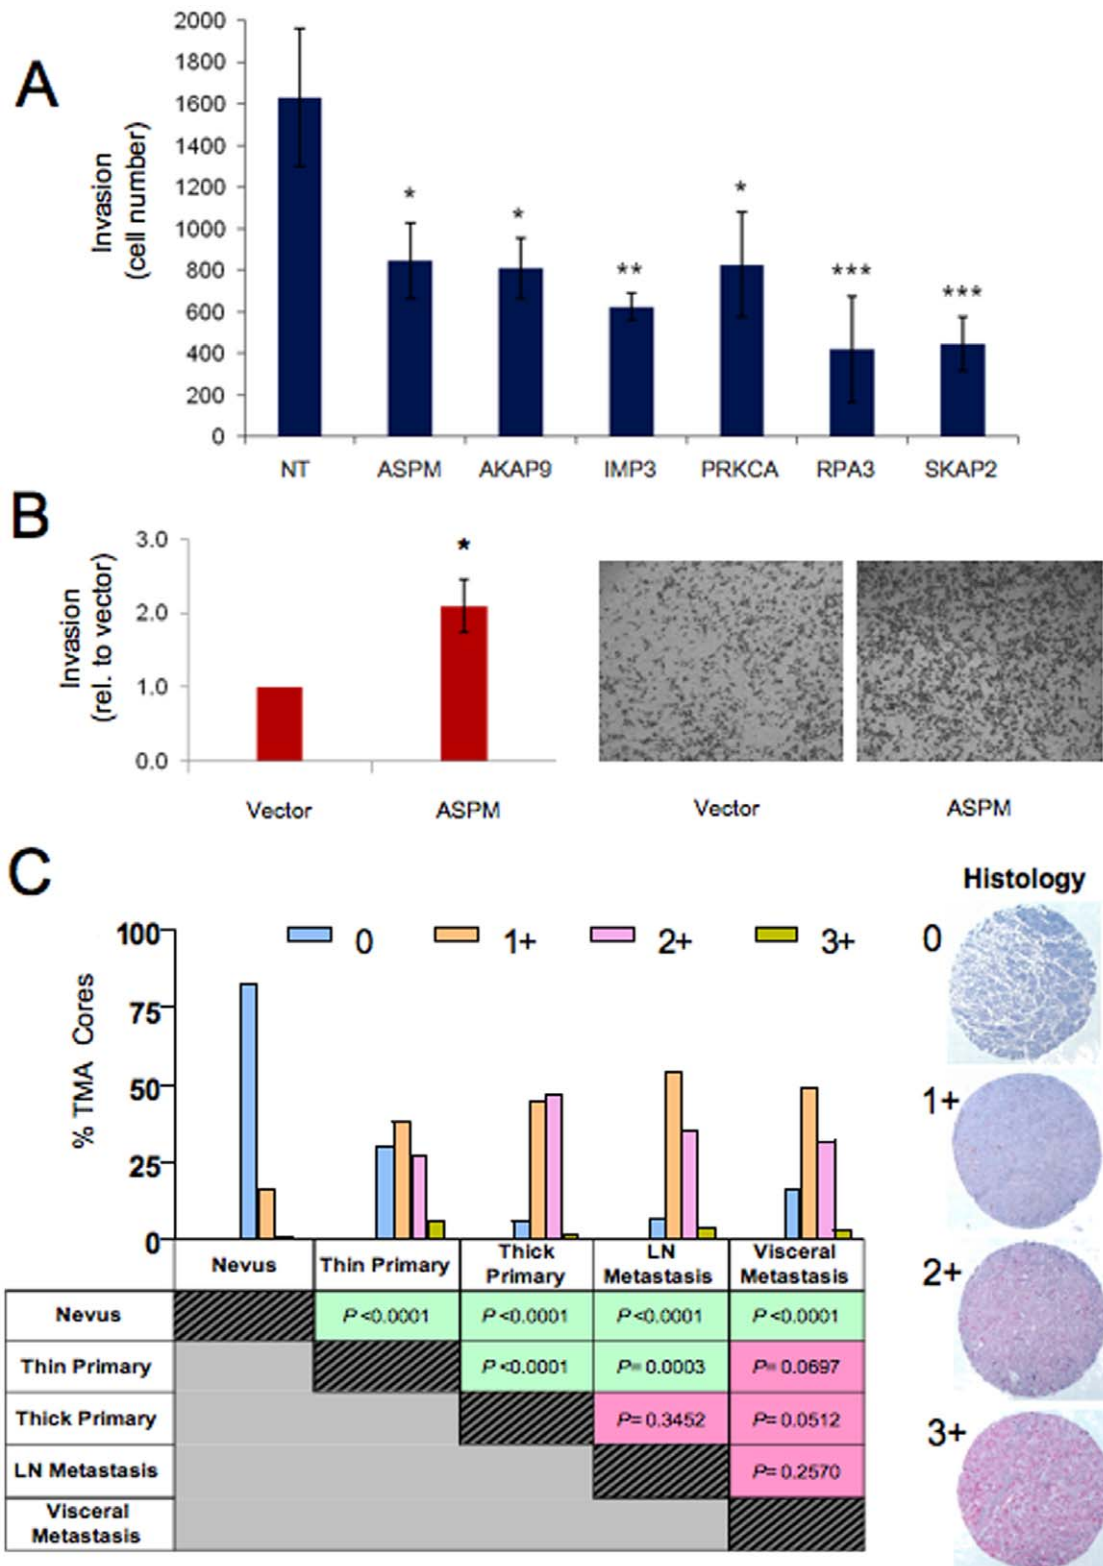 A
Invasion
(cell number)
2000
1800
1600
1400
1200
1000
800
600
400
200
0
*
*
**
*
***
***
NT ASPM AKAP9 IMP3 PRKCA RPA3 SKAP2
B
Invasion
(rel. to vector)
3.0
2.0
1.0
0.0
*
Vector ASPM Vector ASPM
C
Histology
% TMA Cores
100
75
50
25
0
0 1+ 2+ 3+
0
1+
2+
3+
Nevus Thin Primary Thick Primary LN Metastasis Visceral Metastasis
Nevus P <0.0001 P <0.0001 P <0.0001 P <0.0001
Thin Primary P <0.0001 P= 0.0003 P= 0.0697
Thick Primary P= 0.3452 P= 0.0512
LN Metastasis P= 0.2570
Visceral
Metastasis